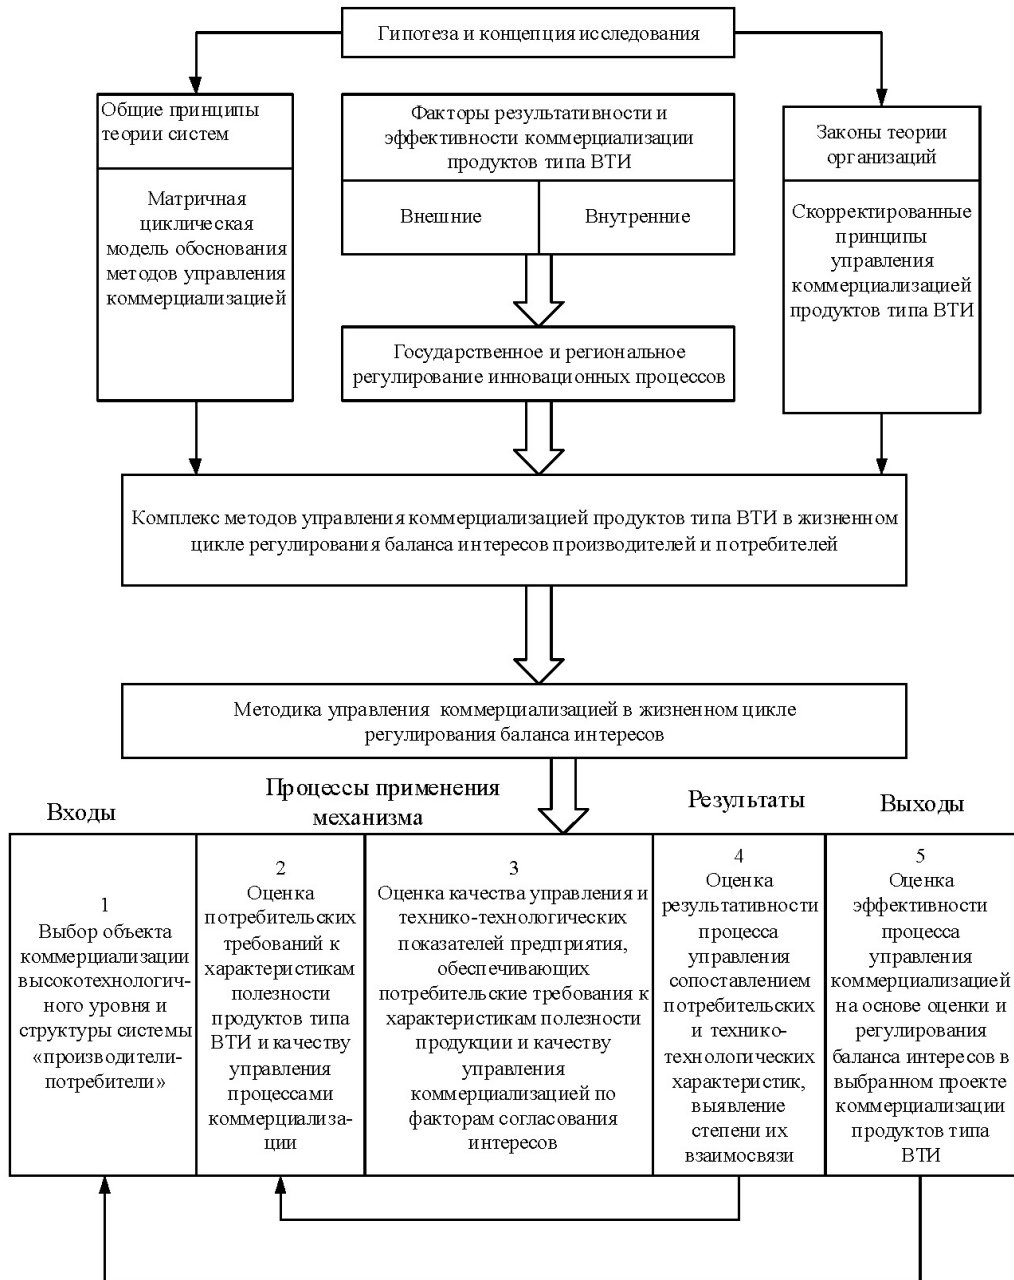 Гипотеза и концепция исследования
Общие принципы
теории систем
Матричная
циклическая
модель обоснования
методов управления
коммерциализацией
Факторы результативности и
эффективности коммерциализации
продуктов типа ВТИ
Внешние
Внутренние
Законы теории
организаций
Скорректированные
принципы
управления
коммерциализацией
продуктов типа ВТИ
Государственное и региональное
регулирование инновационных процессов
Комплекс методов управления коммерциализацией продуктов типа ВТИ в жизненном
цикле регулирования баланса интересов производителей и потребителей
Методика управления коммерциализацией в жизненном цикле
регулирования баланса интересов
Входы
Процессы применения
механизма
Результаты
Выходы
1
Выбор объекта
коммерциализации
высокотехнологич-
ного уровня и
структуры системы
«производители-
потребители»
2
Оценка
потребительских
требований к
характеристикам
полезности
продуктов типа
ВТИ и качеству
управления
процессами
коммерциализа-
ции
3
Оценка качества управления и
технико-технологических
показателей предприятия,
обеспечивающих
потребительские требования к
характеристикам полезности
продукции и качеству
управления
коммерциализацией по
факторам согласования
интересов
4
Оценка
результативности
процесса
управления
сопоставлением
потребительских
и технико-
технологических
характеристик,
выявление
степени их
взаимосвязи
5
Оценка
эффективности
процесса
управления
коммерциализацией
на основе оценки и
регулирования
баланса интересов в
выбранном проекте
коммерциализации
продуктов типа
ВТИ